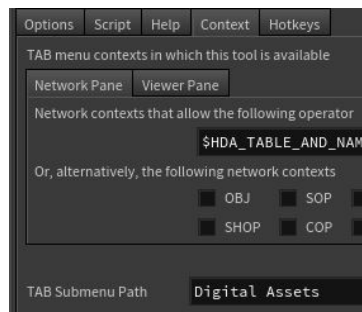 Options Script Help Context Hotkeys
TAB menu contexts in which this tool is available
Network Pane Viewer Pane
Network contexts that allow the following operator
$HDA_TABLE_AND_NAM
Or, alternatively, the following network contexts
OBJ SOP
SHOP COP
TAB Submenu Path Digital Assets